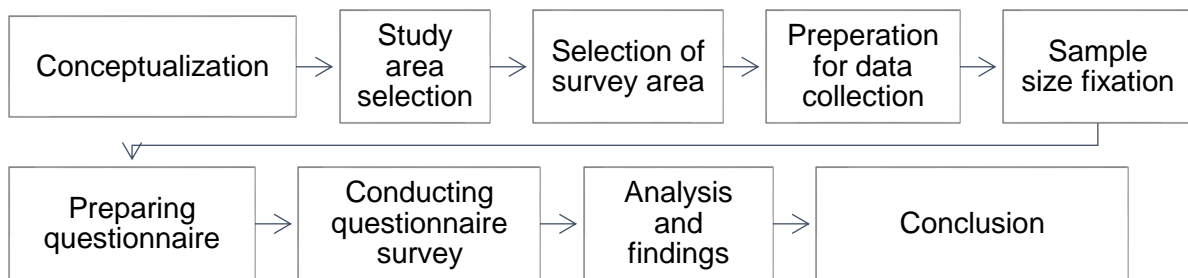 Conceptualization
Study
area
selection
Selection of
survey area
Preperation
for data
collection
Sample
size fixation
Preparing
questionnaire
Conducting
questionnaire
survey
Analysis
and
findings
Conclusion